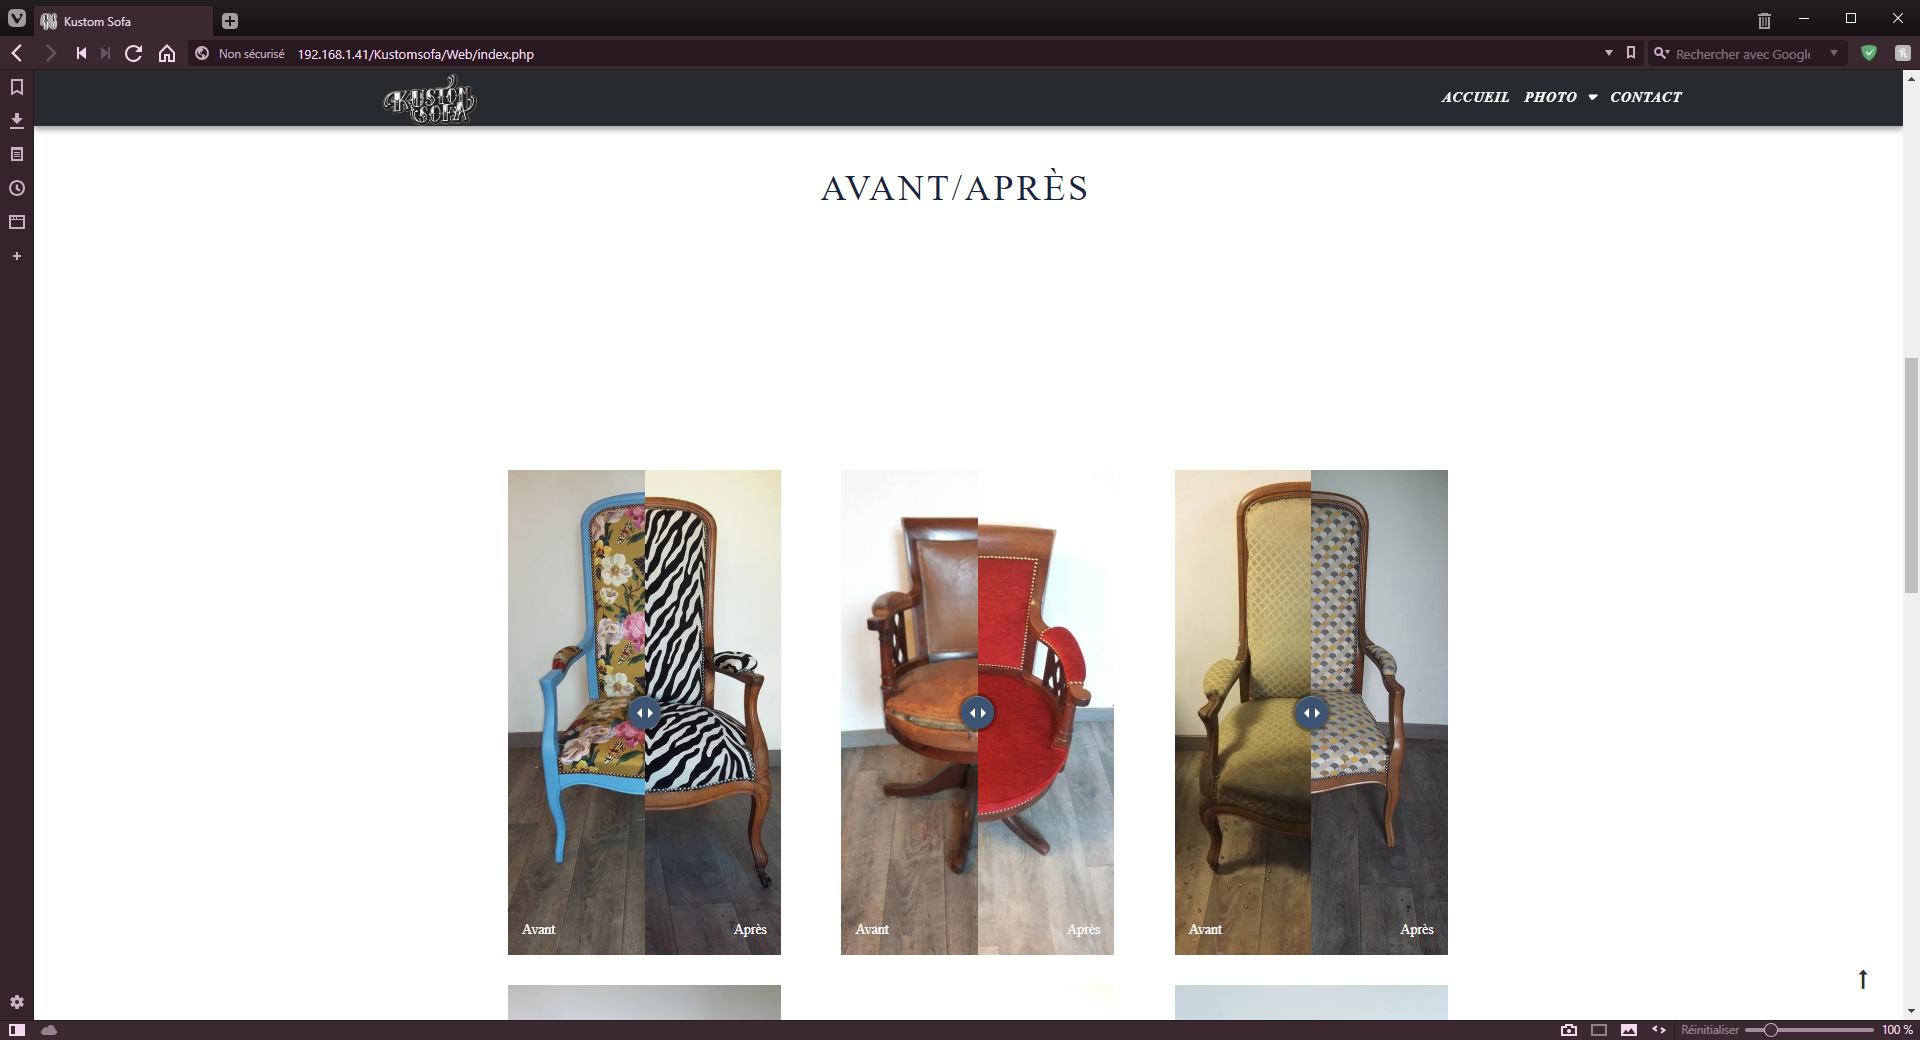 Kustom Sofa
Non sécurisé 192.168.1.41/Kustomsofa/Web/index.php
Rechercher avec Googl
KUSTOM
SOFA
ACCUEIL PHOTO CONTACT
AVANT/APRÈS
Avant Après
Avant Après
Avant Après
Réinitialiser 100 %